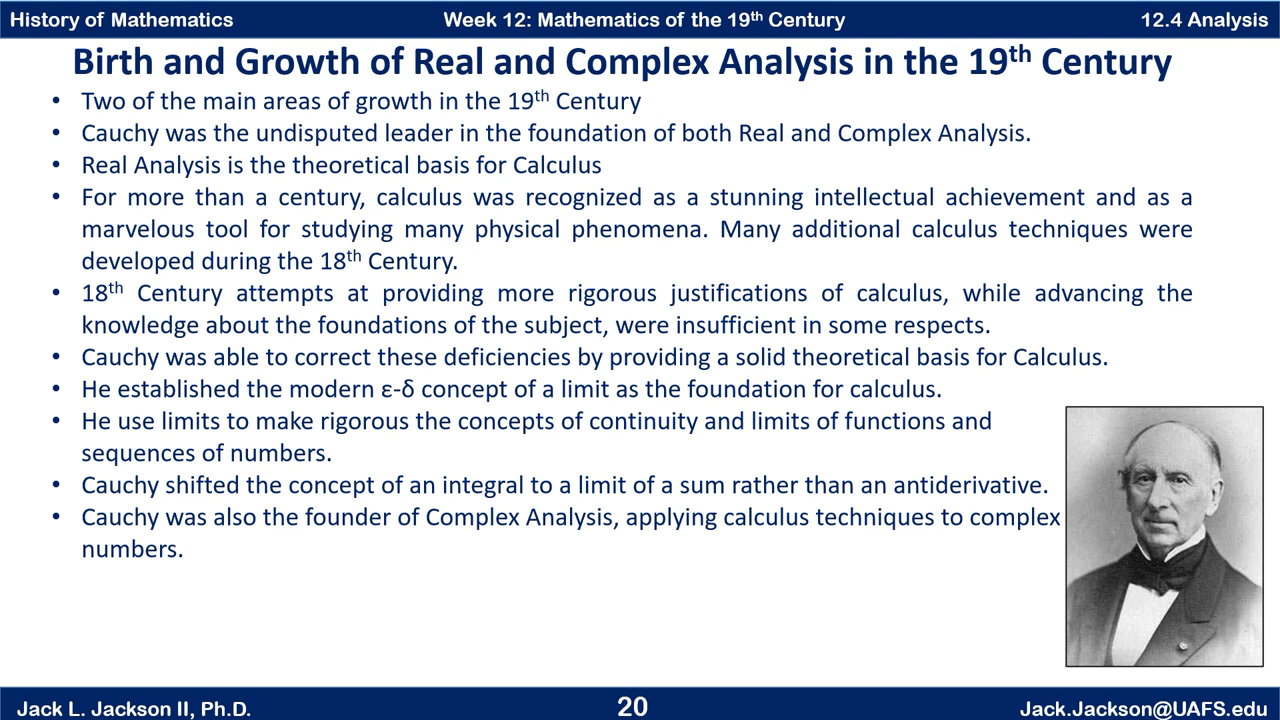 History of Mathematics Week 12: Mathematics of the 19th Century 12.4 Analysis
Birth and Growth of Real and Complex Analysis in the 19th Century
• Two of the main areas of growth in the 19th Century
• Cauchy was the undisputed leader in the foundation of both Real and Complex Analysis.
• Real Analysis is the theoretical basis for Calculus
• For more than a century, calculus was recognized as a stunning intellectual achievement and as a
marvelous tool for studying many physical phenomena. Many additional calculus techniques were
developed during the 18th Century.
• 18th Century attempts at providing more rigorous justifications of calculus, while advancing the
knowledge about the foundations of the subject, were insufficient in some respects.
• Cauchy was able to correct these deficiencies by providing a solid theoretical basis for Calculus.
• He established the modern ε-δ concept of a limit as the foundation for calculus.
• He use limits to make rigorous the concepts of continuity and limits of functions and
sequences of numbers.
• Cauchy shifted the concept of an integral to a limit of a sum rather than an antiderivative.
• Cauchy was also the founder of Complex Analysis, applying calculus techniques to complex
numbers.
Jack L. Jackson II, Ph.D. 20 Jack.Jackson@UAFS.edu